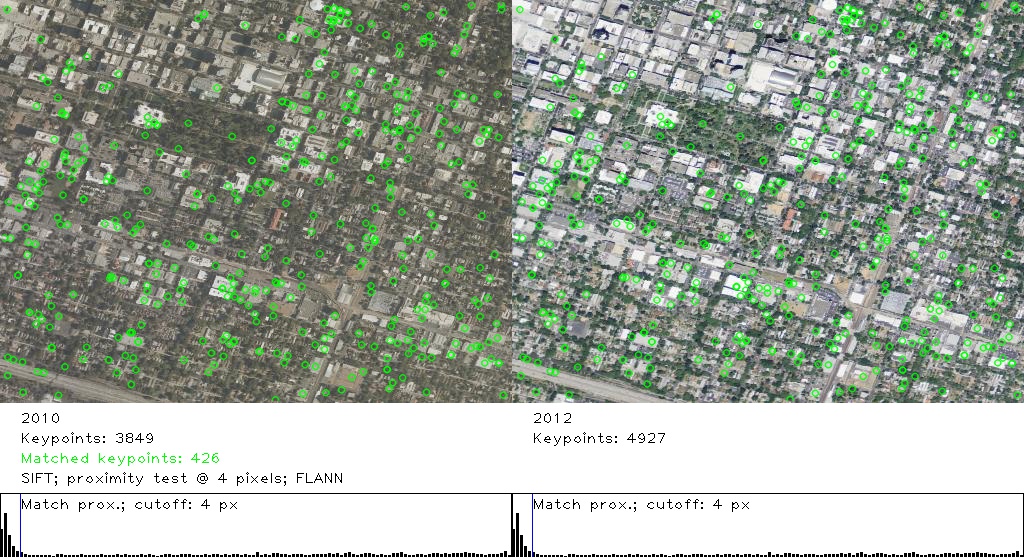 2010
Keypoints: 3849
Matched keypoints: 426
SIFT; proximity test @ 4 pixels; FLANN
Match prox.; cutoff: 4 px
2012
Keypoints: 4927
Match prox.; cutoff: 4 px